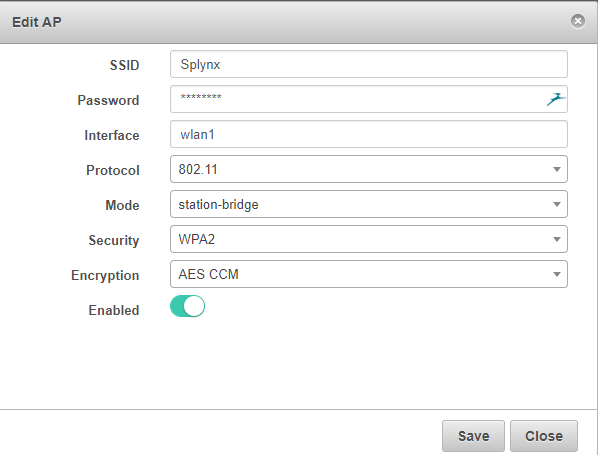 Edit AP
SSID Splynx
Password ********
Interface wlan1
Protocol 802.11
Mode station-bridge
Security WPA2
Encryption AES CCM
Enabled
Save Close